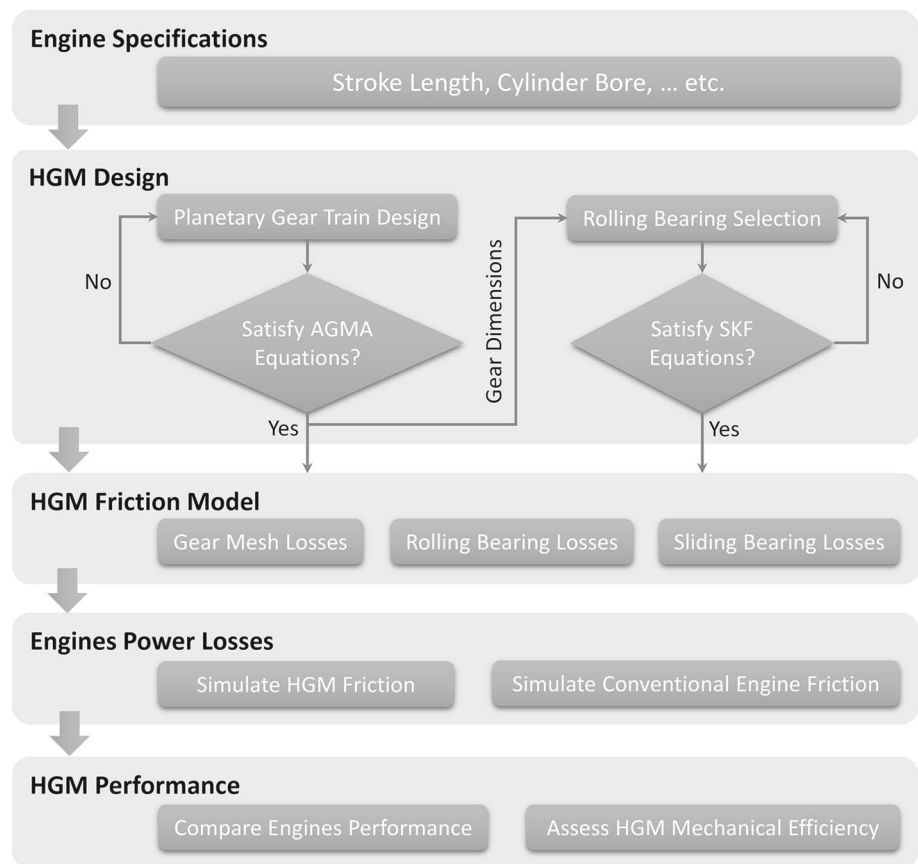 Engine Specifications
Stroke Length, Cylinder Bore, ... etc.
HGM Design
Planetary Gear Train Design
Rolling Bearing Selection
No
Gear Dimensions
No
Satisfy AGMA
Equations?
Satisfy SKF
Equations?
Yes
Yes
HGM Friction Model
Gear Mesh Losses
Rolling Bearing Losses
Sliding Bearing Losses
Engines Power Losses
Simulate HGM Friction
Simulate Conventional Engine Friction
HGM Performance
Compare Engines Performance
Assess HGM Mechanical Efficiency